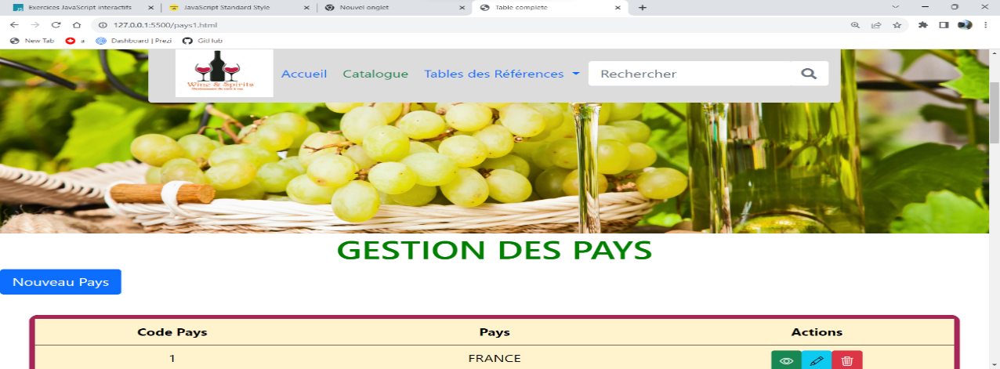 Exercices JavaScript interactifs
JavaScript Standard Style
Nouvel onglet
Table complete
127.0.0.1:5500/pays1.html
New Tab
a
Dashboard | Prezi
GitHub
Wine & Spirits
Accueil
Catalogue
Tables des Références
Rechercher
GESTION DES PAYS
Nouveau Pays
Code Pays Pays Actions
1 FRANCE